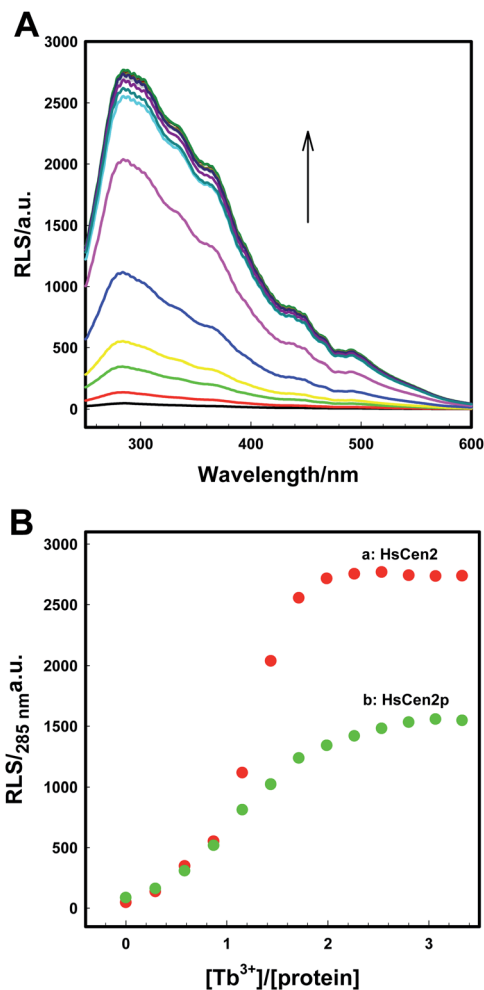 A
3000
2500
2000
1500
1000
500
0
RLS/a.u.
300 400 500 600
Wavelength/nm
B
3000
2500
2000
1500
1000
500
0
RLS/285 nm a.u.
a: HsCen2
b: HsCen2p
0 1 2 3
[Tb3+]/[protein]